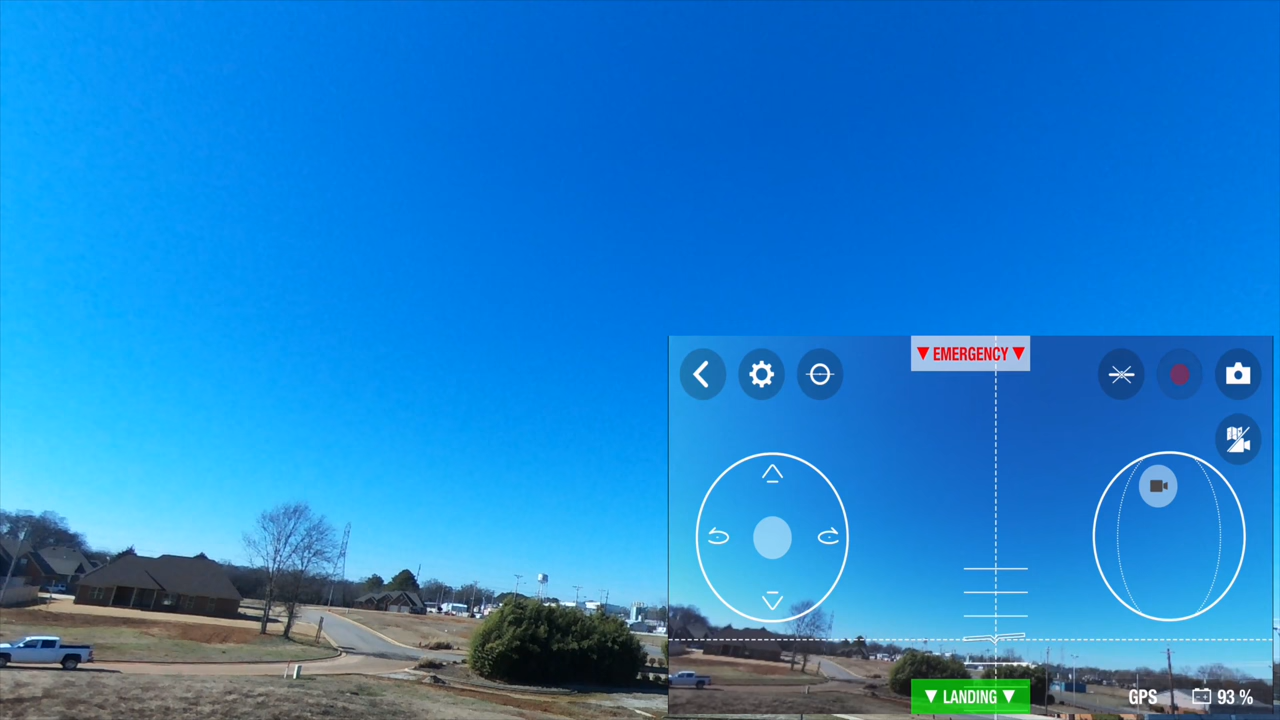 ▼ EMERGENCY ▼
▼ LANDING ▼
GPS
93 %